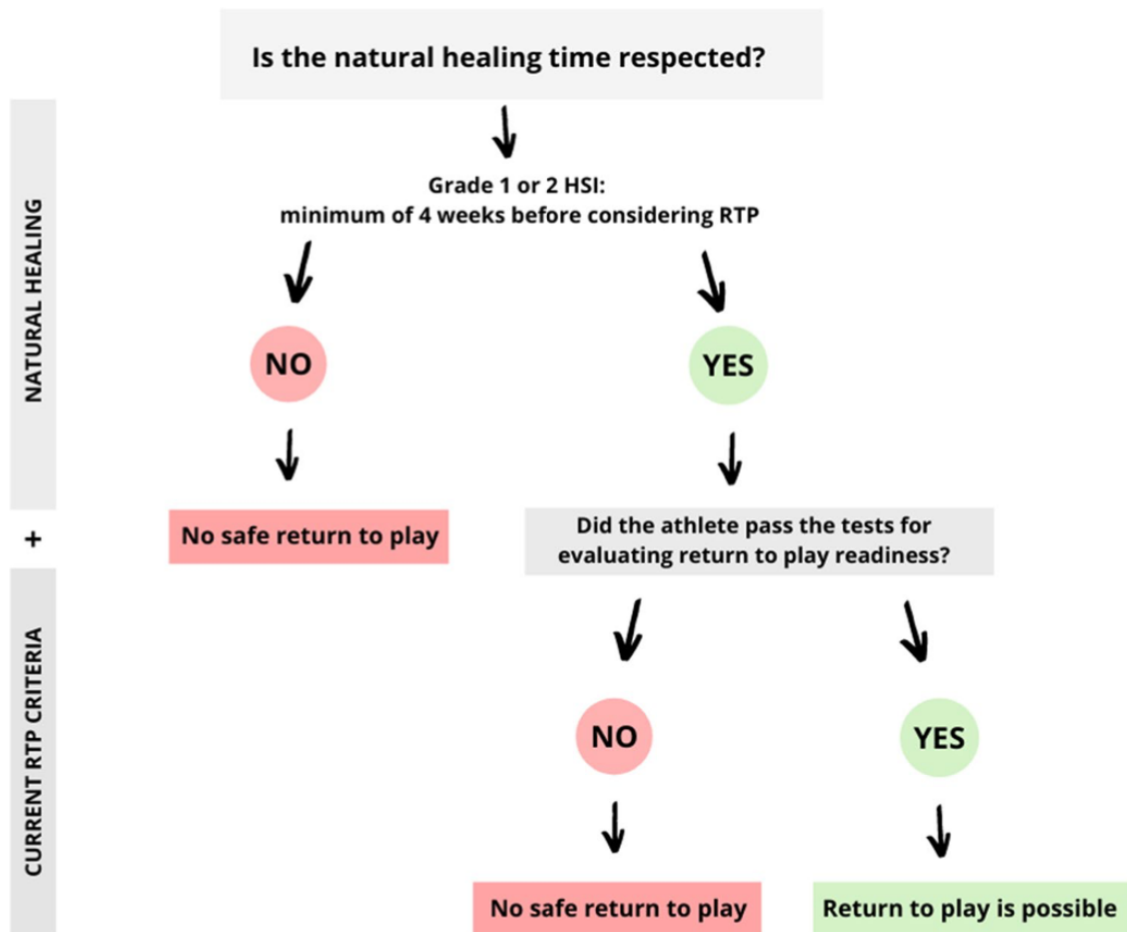 Is the natural healing time respected?
NATURAL HEALING
Grade 1 or 2 HSI:
minimum of 4 weeks before considering RTP
NO
YES
No safe return to play
Did the athlete pass the tests for
evaluating return to play readiness?
+
CURRENT RTP CRITERIA
NO
YES
No safe return to play
Return to play is possible